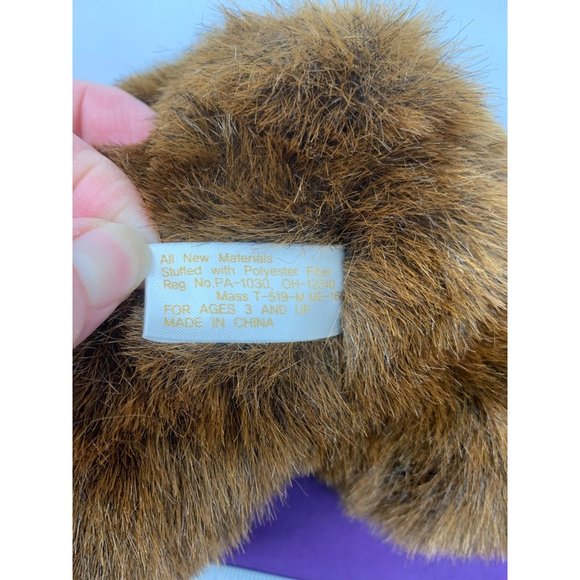 All New Materials
Stuffed with Polyester Fiber
Reg No.PA-1030, OH-12240
Mass T-519-M
FOR AGES 3 AND UP
MADE IN CHINA